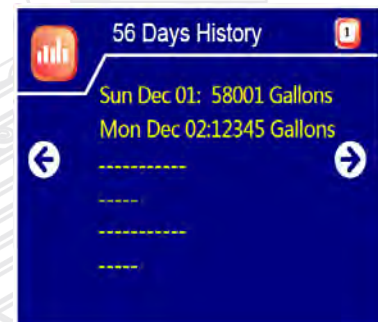 56 Days History
1
Sun Dec 01: 58001 Gallons
Mon Dec 02:12345 Gallons
-----------
-----
-----------
-----